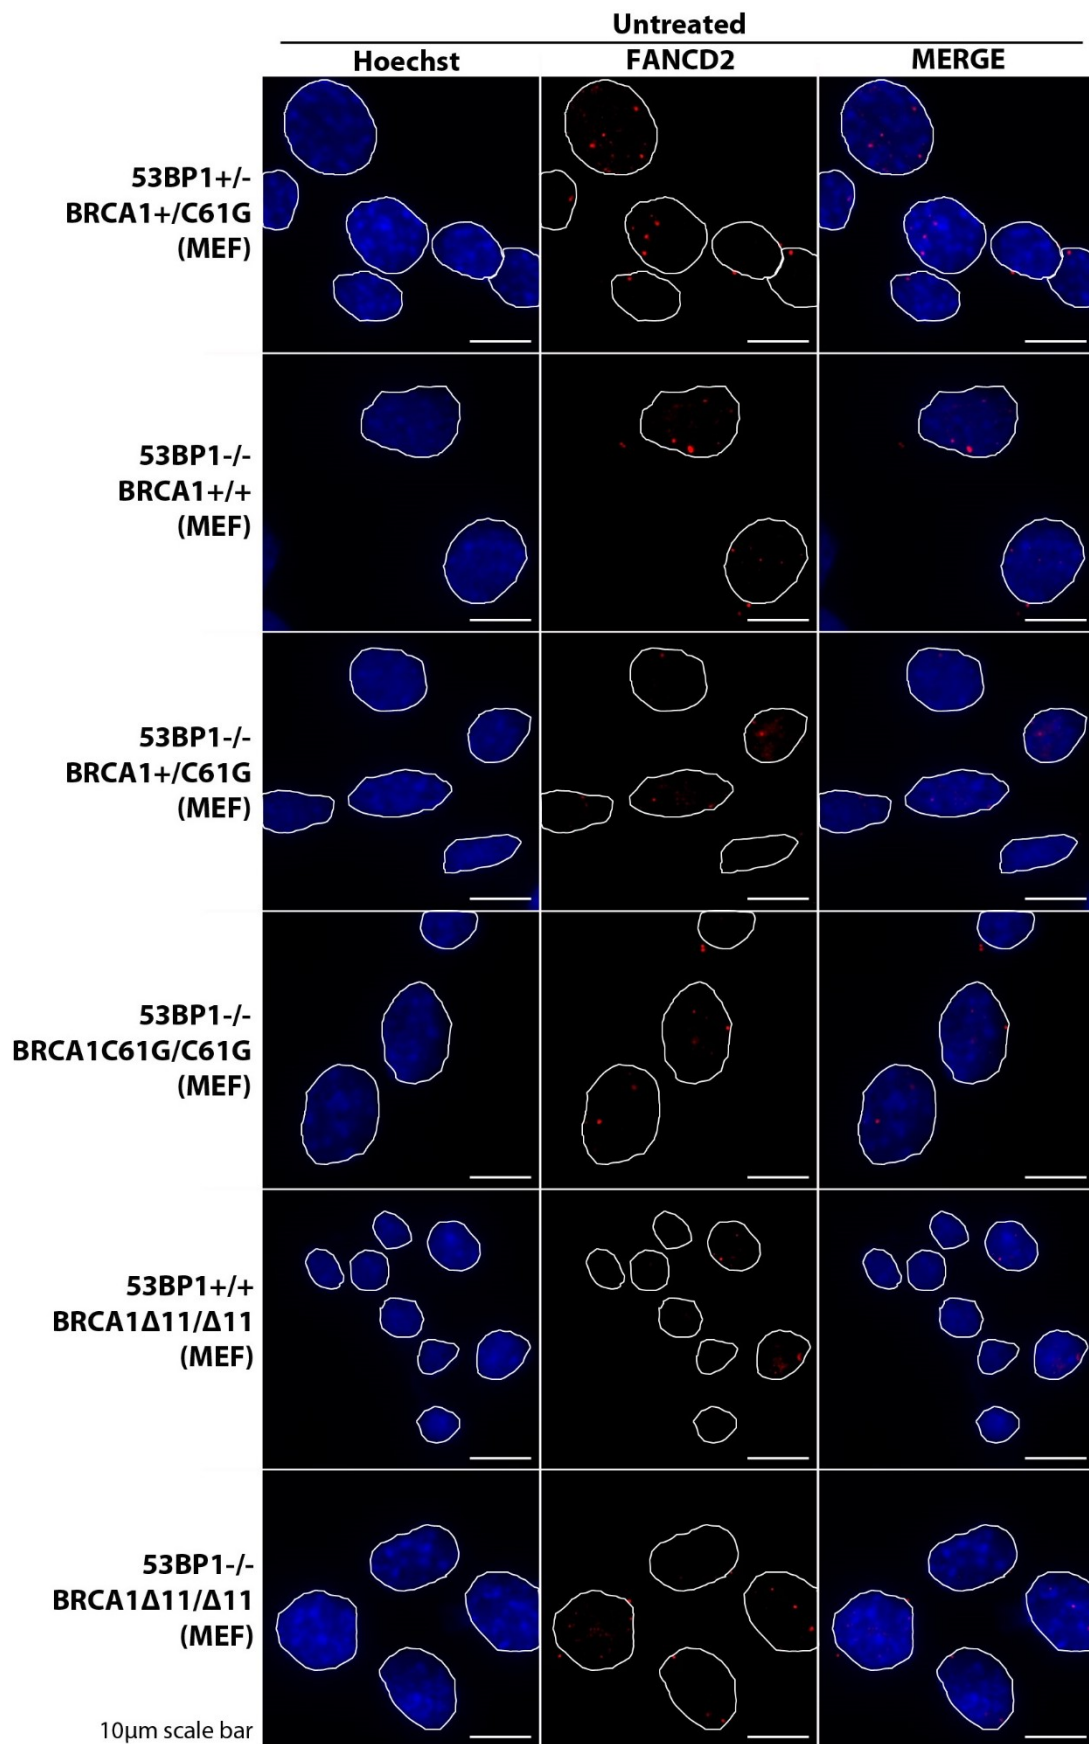 Untreated
Hoechst FANCD2 MERGE
53BP1+/-
BRCA1+/C61G
(MEF)
53BP1-/-
BRCA1+/+
(MEF)
53BP1-/-
BRCA1+/C61G
(MEF)
53BP1-/-
BRCA1C61G/C61G
(MEF)
53BP1+/+
BRCA1Δ11/Δ11
(MEF)
53BP1-/-
BRCA1Δ11/Δ11
(MEF)
10µm scale bar